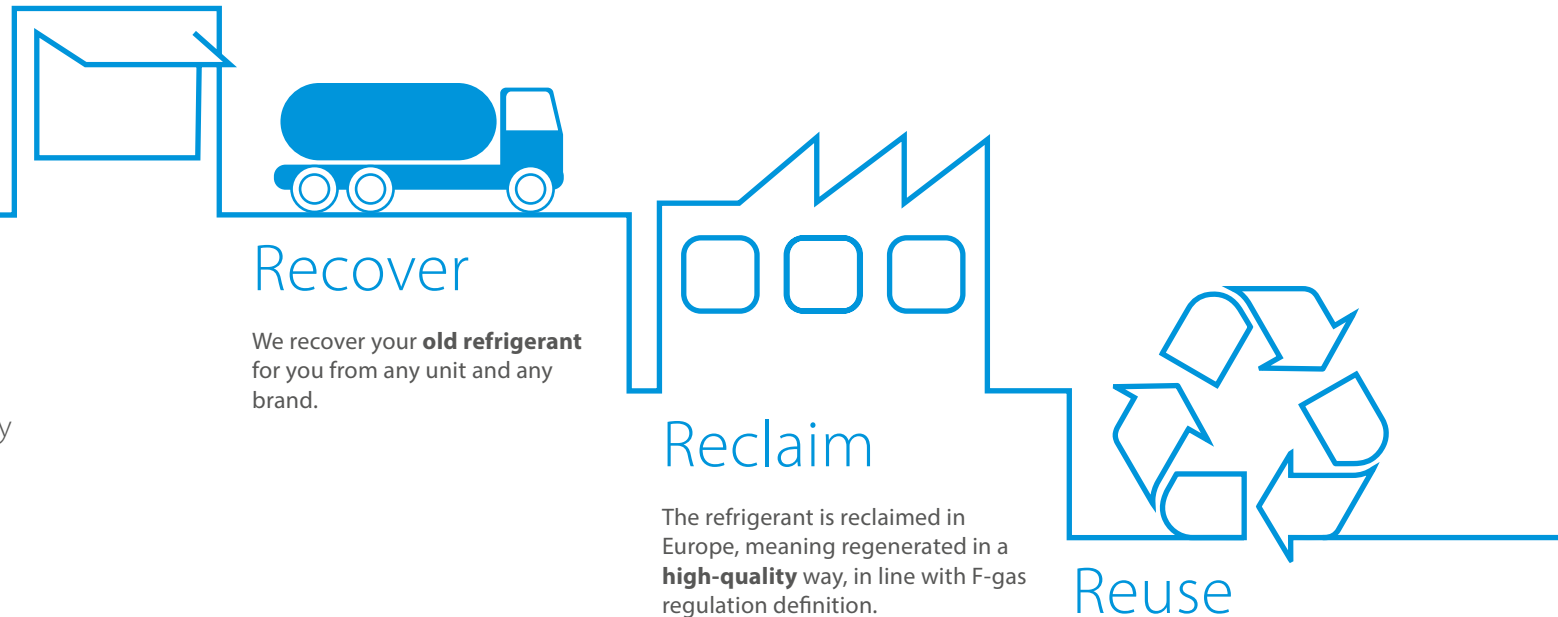 Recover
We recover your old refrigerant
for you from any unit and any
brand.
y
Reclaim
The refrigerant is reclaimed in
Europe, meaning regenerated in a
high-quality way, in line with F-gas
regulation definition.
Reuse